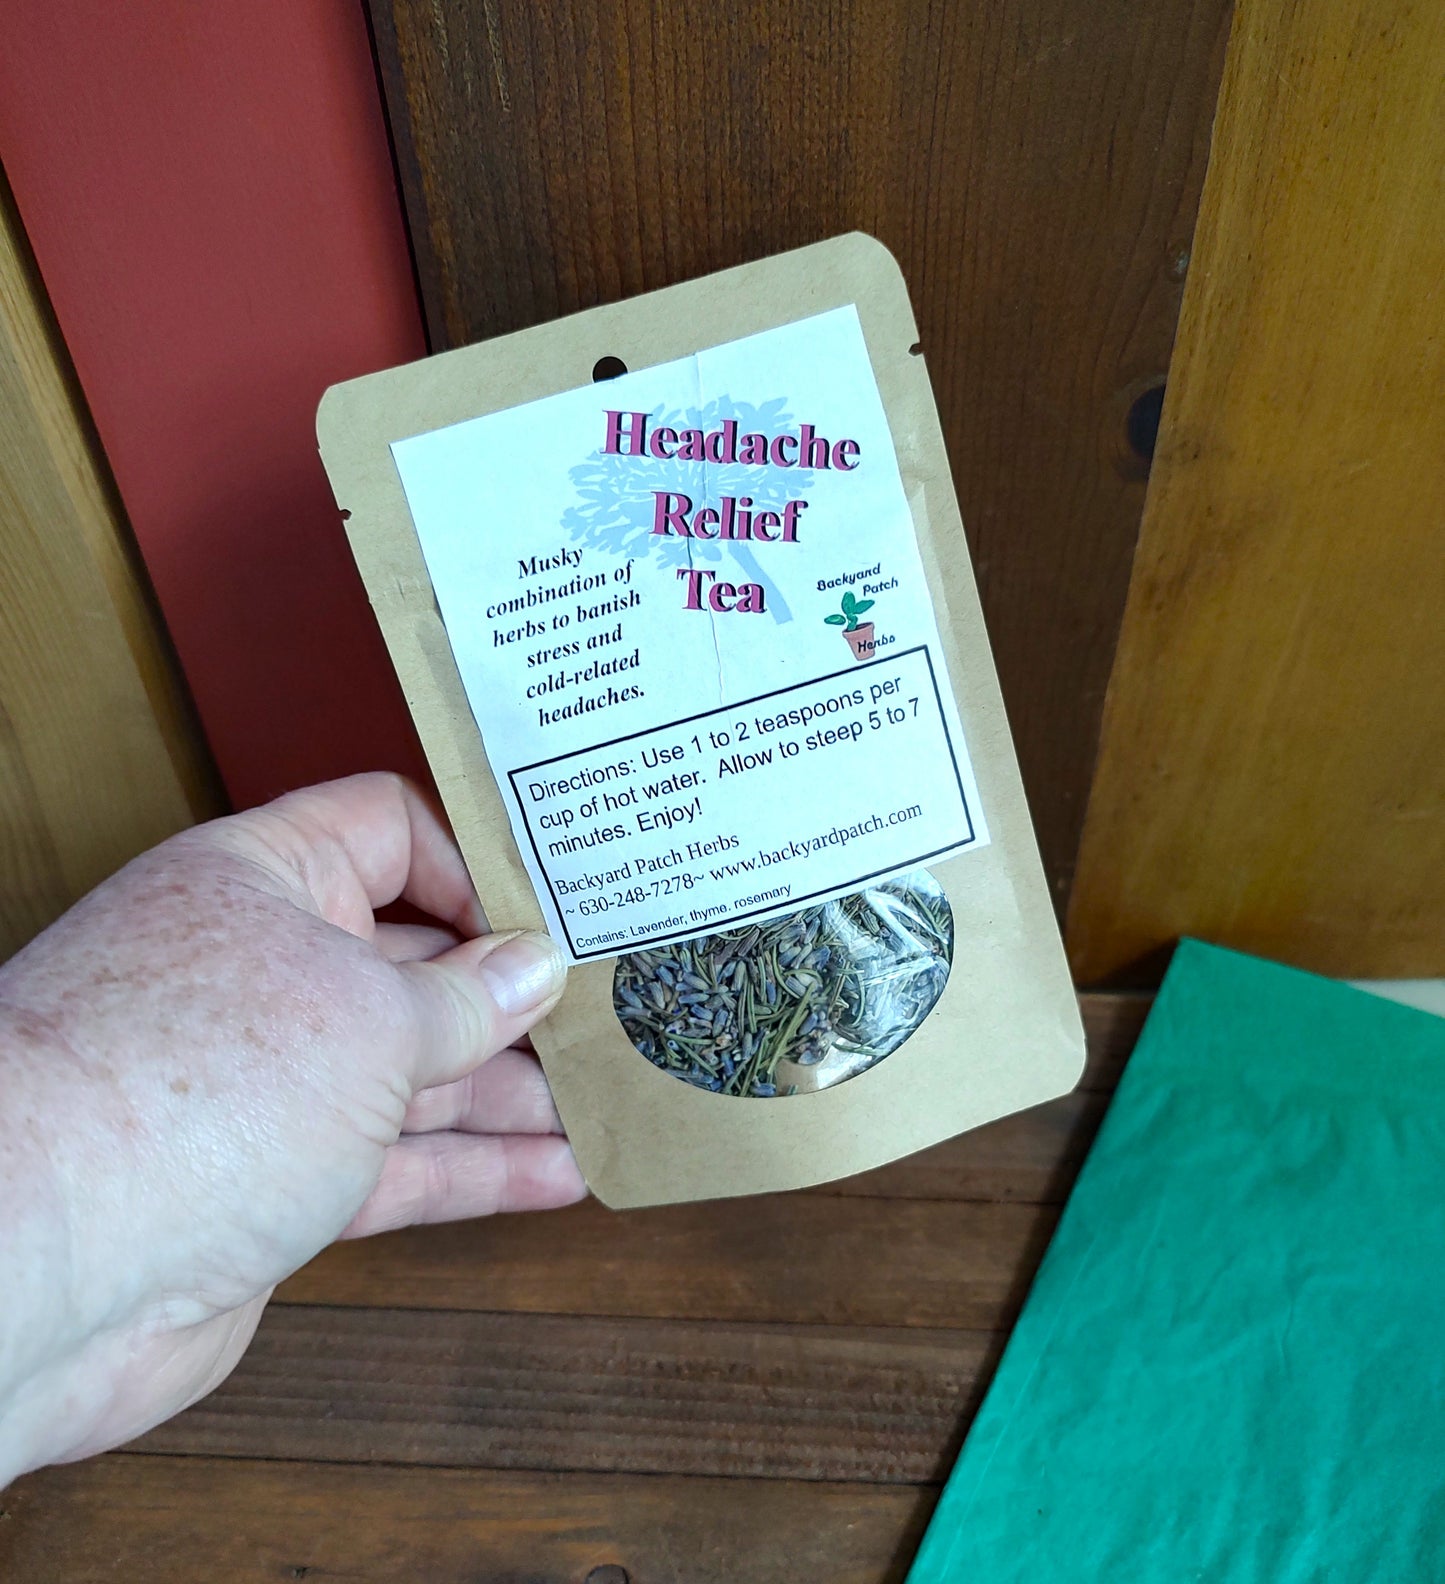 Headache
Relief
Tea
Musky
combination of
herbs to banish
stress and
cold-related
headaches.
Backyard
Patch
Herbs
Directions: Use 1 to 2 teaspoons per
cup of hot water. Allow to steep 5 to 7
minutes. Enjoy!
Backyard Patch Herbs
~ 630-248-7278~ www.backyardpatch.com
Contains: Lavender, thyme, rosemary